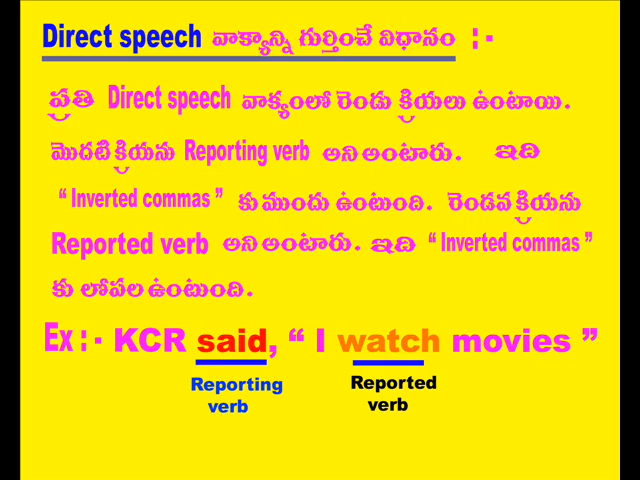 Direct speech వాక్యాన్ని గుర్తించే విధానం :-
ప్రతి Direct speech వాక్యంలో రెండు క్రియలు ఉంటాయి.
మొదటి క్రియను Reporting verb అని అంటారు. ఇది
“ Inverted commas ” కు ముందు ఉంటుంది. రెండవ క్రియను
Reported verb అని అంటారు. ఇది “ Inverted commas ”
కు లోపల ఉంటుంది.
Ex :- KCR said, “ I watch movies ”
Reporting verb
Reported verb